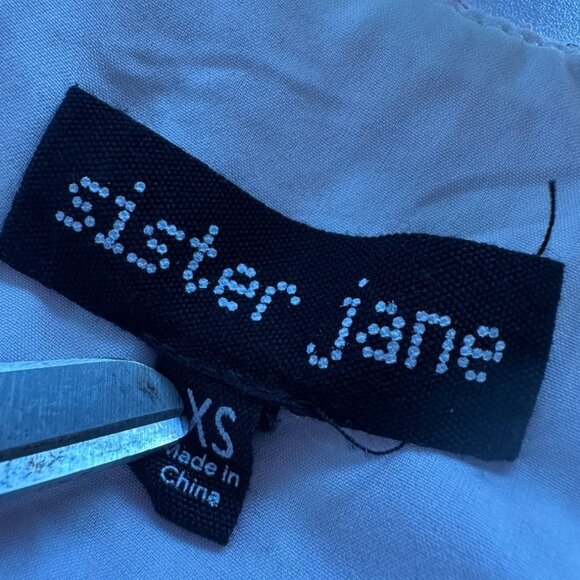 sister jane
XS
Made in
China